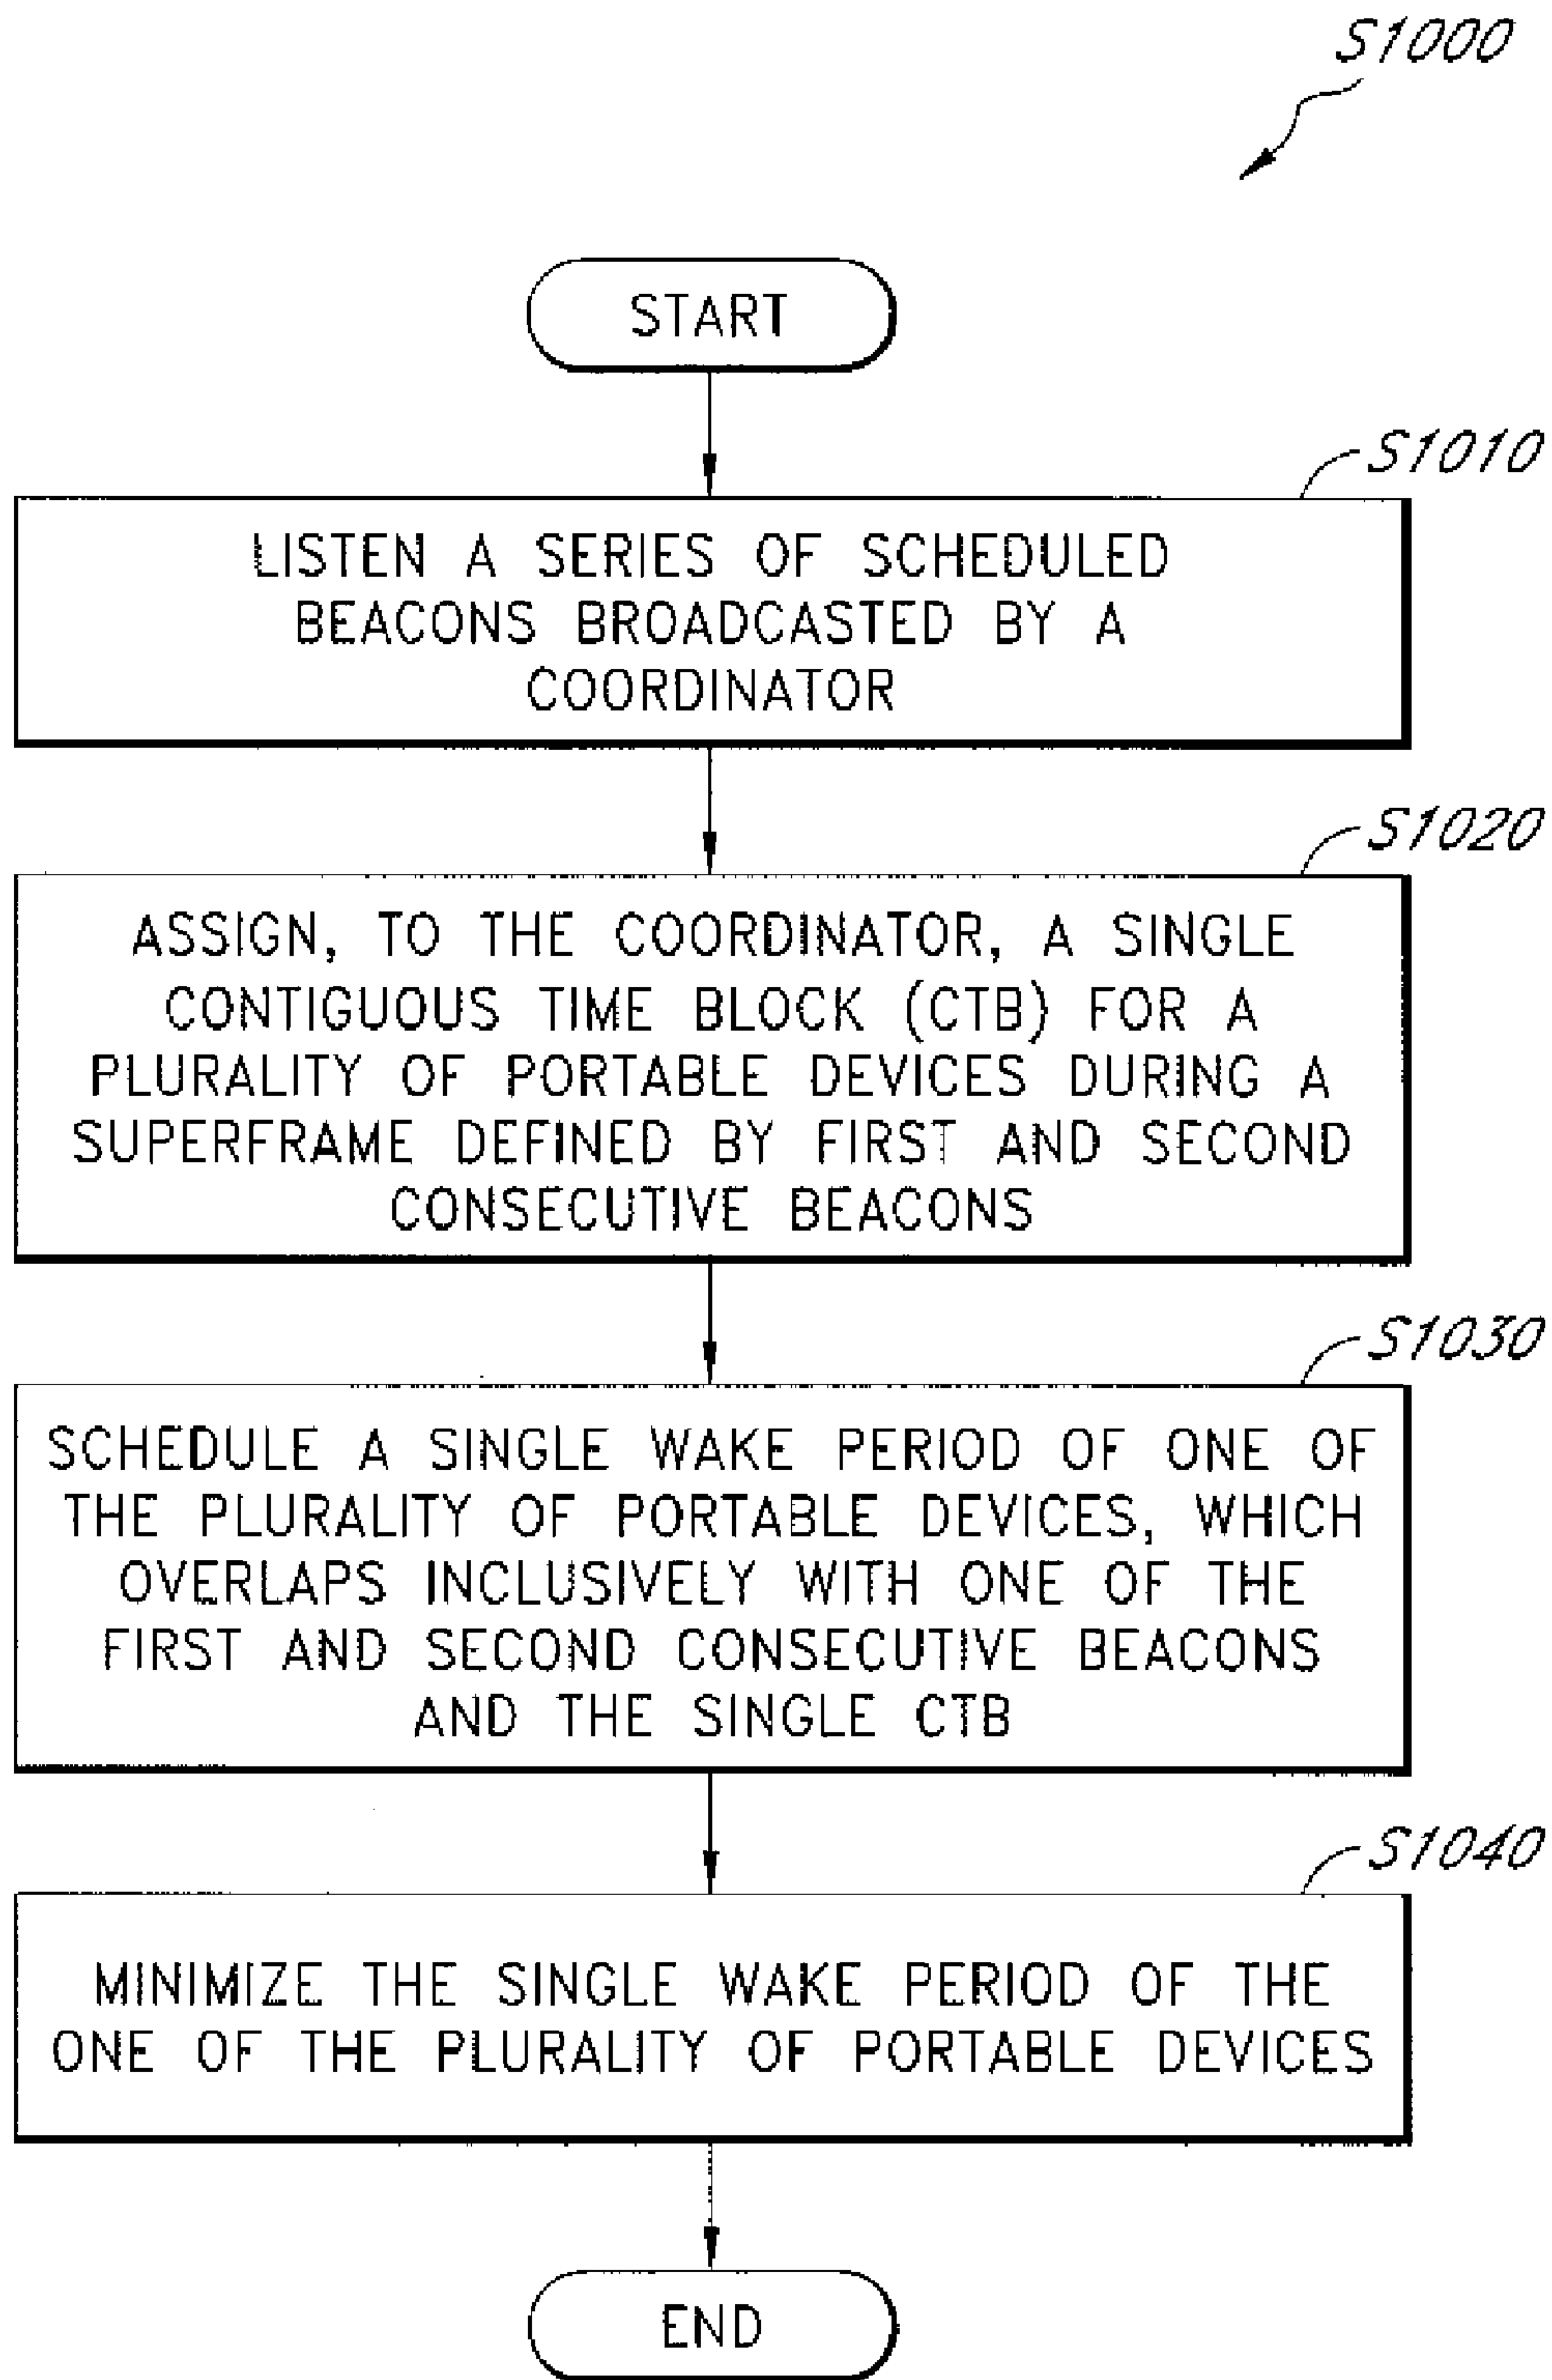 S1000
START
S1010
LISTEN A SERIES OF SCHEDULED
BEACONS BROADCASTED BY A
COORDINATOR
S1020
ASSIGN, TO THE COORDINATOR, A SINGLE
CONTIGUOUS TIME BLOCK (CTB) FOR A
PLURALITY OF PORTABLE DEVICES DURING A
SUPERFRAME DEFINED BY FIRST AND SECOND
CONSECUTIVE BEACONS
S1030
SCHEDULE A SINGLE WAKE PERIOD OF ONE OF
THE PLURALITY OF PORTABLE DEVICES, WHICH
OVERLAPS INCLUSIVELY WITH ONE OF THE
FIRST AND SECOND CONSECUTIVE BEACONS
AND THE SINGLE CTB
S1040
MINIMIZE THE SINGLE WAKE PERIOD OF THE
ONE OF THE PLURALITY OF PORTABLE DEVICES
END